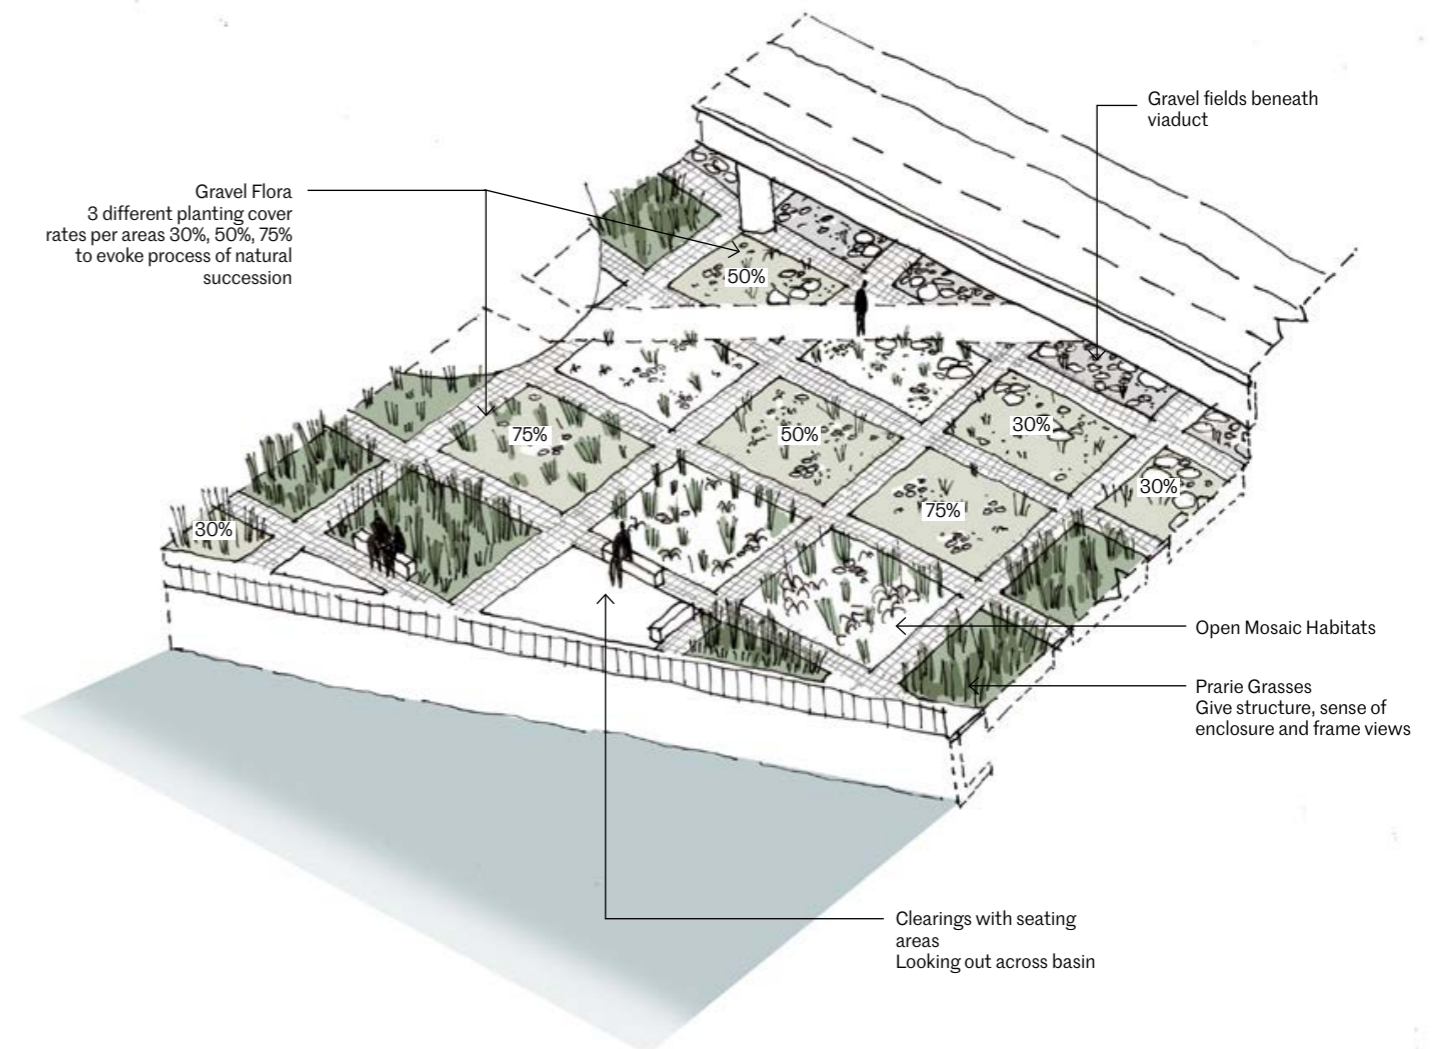 Gravel fields beneath
viaduct
Gravel Flora
3 different planting cover
rates per areas 30%, 50%, 75%
to evoke process of natural
succession
50%
75%
50%
30%
30%
75%
30%
Open Mosaic Habitats
Prarie Grasses
Give structure, sense of
enclosure and frame views
Clearings with seating
areas
Looking out across basin